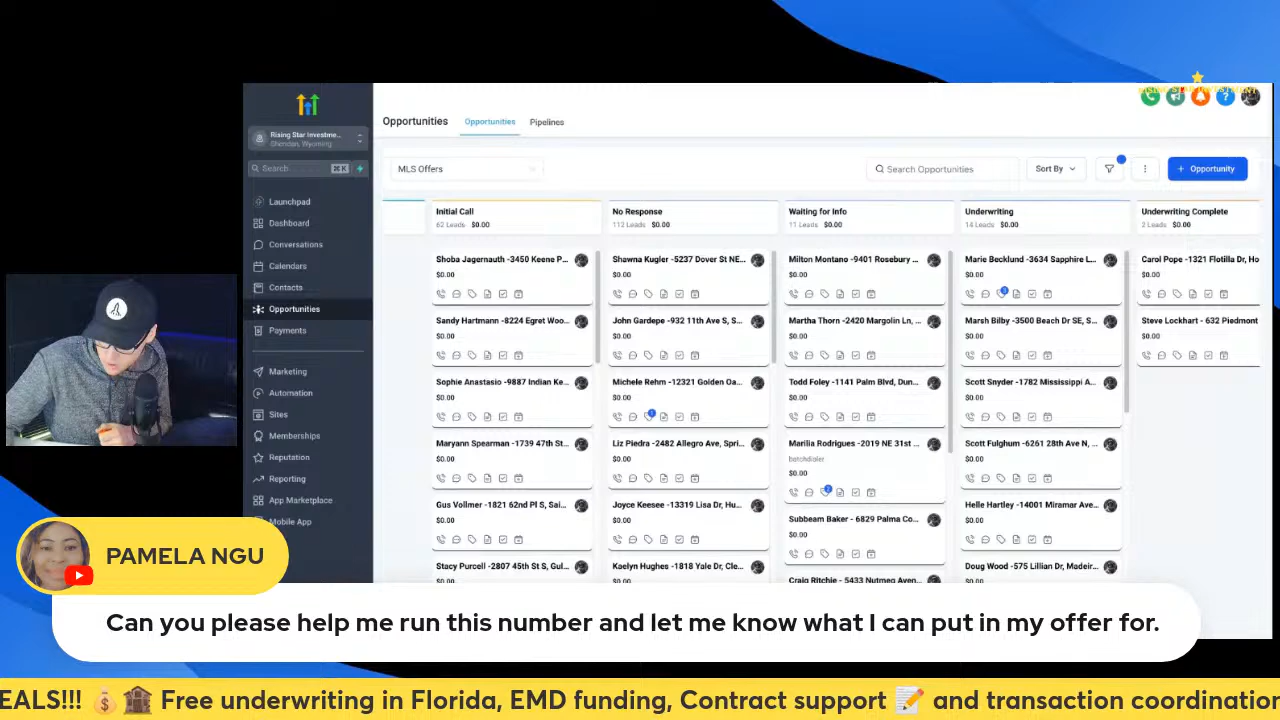 Rising Star Investme...
Sheridan, Wyoming
Search...
⌘K
Launchpad
Dashboard
Conversations
Calendars
Contacts
Opportunities
Payments
Marketing
Automation
Sites
Memberships
Reputation
Reporting
App Marketplace
Mobile App
Opportunities
Opportunities
Pipelines
MLS Offers
Search Opportunities
Sort By
+ Opportunity
Initial Call
62 Leads $0.00
Shoba Jagernauth -3450 Keene P...
$0.00
Sandy Hartmann -8224 Egret Woo...
$0.00
Sophie Anastasio -9887 Indian Ke...
$0.00
Maryann Spearman -1739 47th St...
$0.00
Gus Vollmer -1821 62nd Pl S, Sai...
$0.00
Stacy Purcell -2807 45th St S, Gul...
$0.00
No Response
112 Leads $0.00
Shawna Kugler -5237 Dover St NE...
$0.00
John Gardepe -932 11th Ave S, S...
$0.00
Michele Rehm -12321 Golden Oa...
$0.00
1
Liz Piedra -2482 Allegro Ave, Spri...
$0.00
Joyce Keesee -13319 Lisa Dr, Hu...
$0.00
Kaelyn Hughes -1818 Yale Dr, Cle...
$0.00
Waiting for Info
11 Leads $0.00
Milton Montano -9401 Rosebury ...
$0.00
Martha Thorn -2420 Margolin Ln, ...
$0.00
Todd Foley -1141 Palm Blvd, Dun...
$0.00
Marilia Rodrigues -2019 NE 31st ...
batchdialer
$0.00
2
Subbeam Baker - 6829 Palma Co...
$0.00
Craig Ritchie - 5433 Nutmeg Aven...
Underwriting
14 Leads $0.00
Marie Becklund -3634 Sapphire L...
$0.00
Marsh Bilby -3500 Beach Dr SE, S...
$0.00
Scott Snyder -1782 Mississippi A...
$0.00
Scott Fulghum -6261 28th Ave N, ...
$0.00
Helle Hartley -14001 Miramar Ave...
$0.00
Doug Wood -575 Lillian Dr, Madeir...
$0.00
Underwriting Complete
2 Leads $0.00
Carol Pope -1321 Flotilla Dr, Ho
$0.00
Steve Lockhart - 632 Piedmont
$0.00
PAMELA NGU
Can you please help me run this number and let me know what I can put in my offer for.
EALS!!! 💰🏠 Free underwriting in Florida, EMD funding, Contract support 📝 and transaction coordination